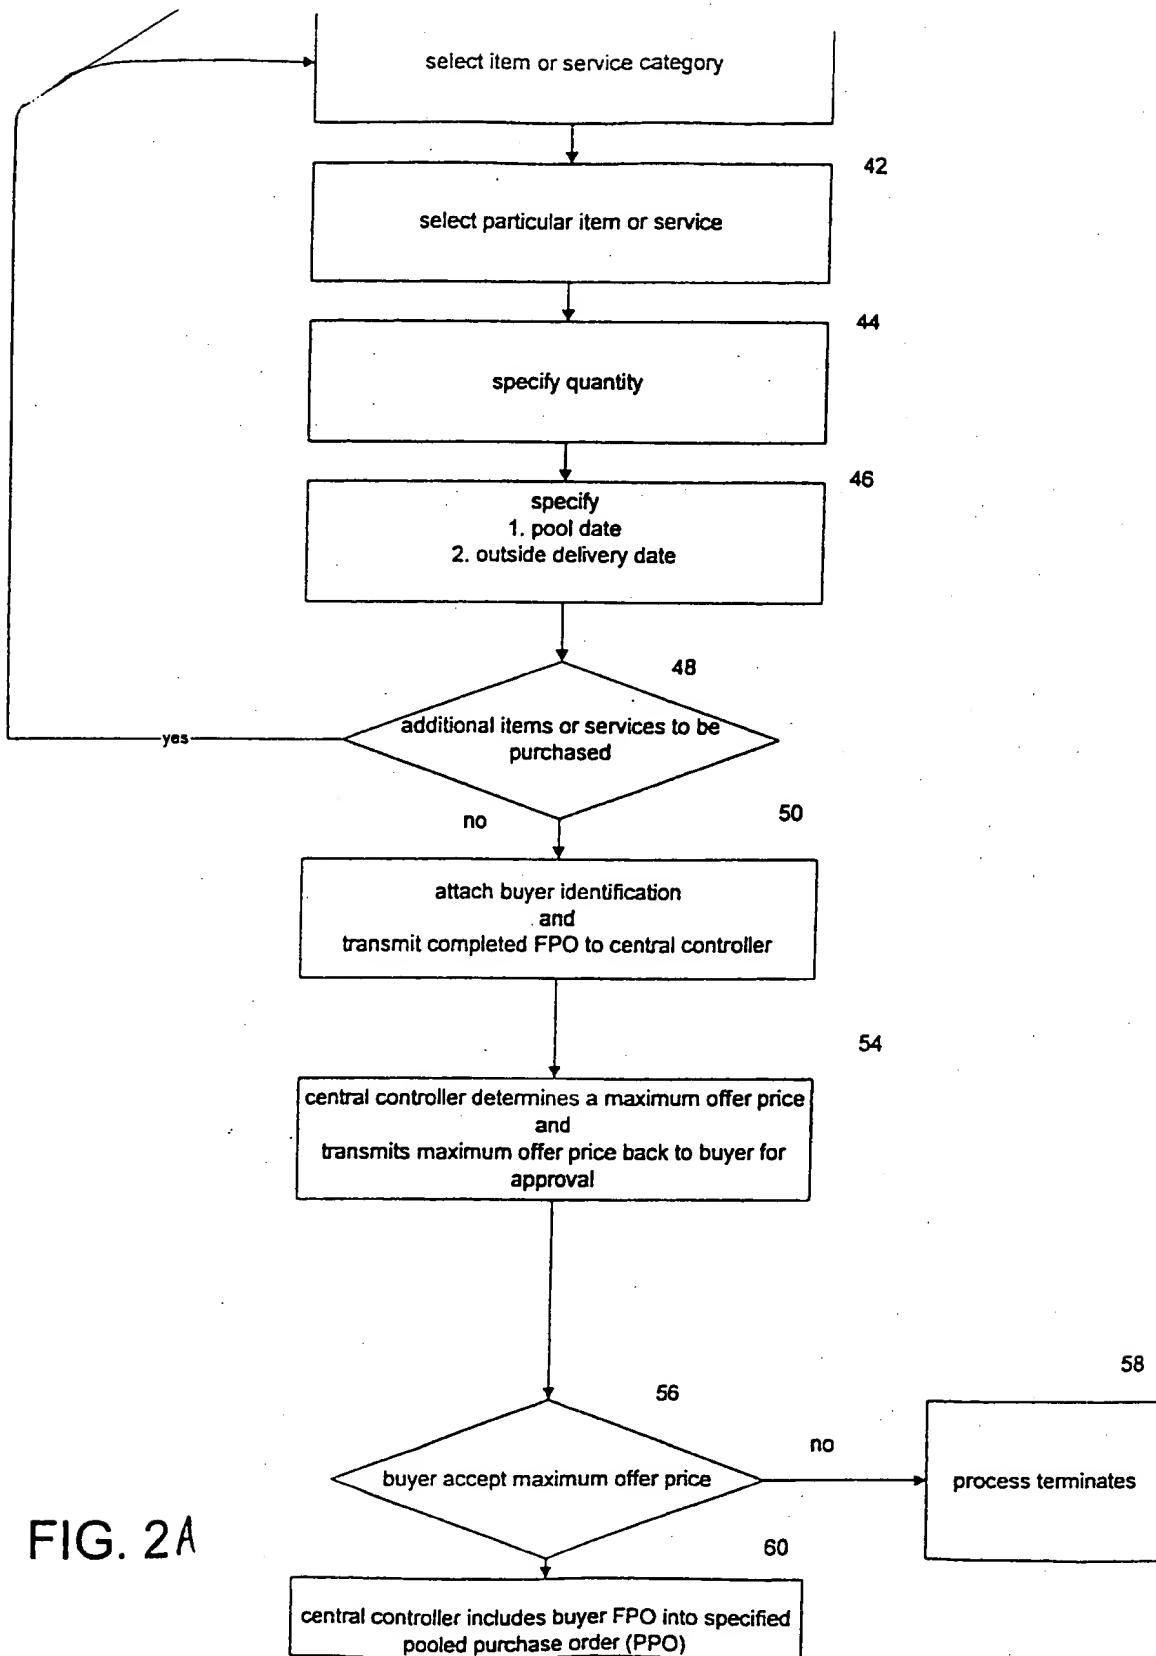 select item or service category
42
select particular item or service
44
specify quantity
46
specify
1. pool date
2. outside delivery date
48
additional items or services to be
purchased
yes
no
50
attach buyer identification
and
transmit completed FPO to central controller
54
central controller determines a maximum offer price
and
transmits maximum offer price back to buyer for
approval
56
buyer accept maximum offer price
no
58
process terminates
60
central controller includes buyer FPO into specified
pooled purchase order (PPO)
FIG. 2A